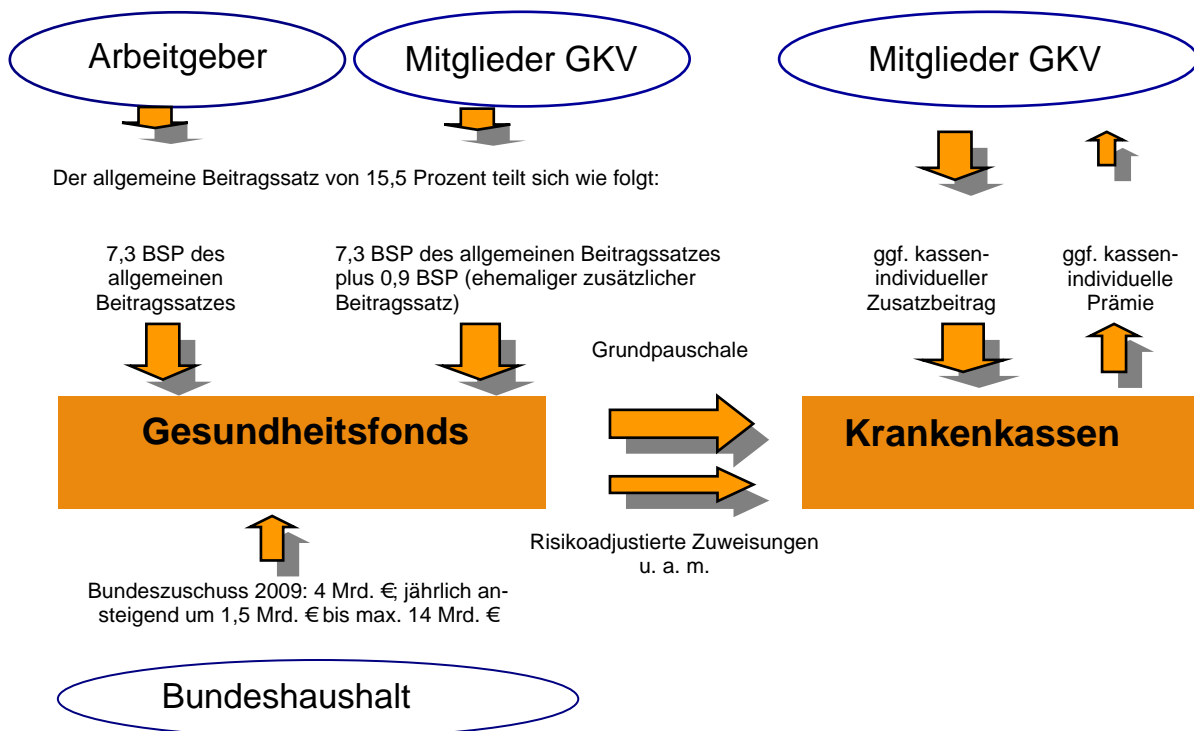 Arbeitgeber
Mitglieder GKV
Mitglieder GKV
Der allgemeine Beitragssatz von 15,5 Prozent teilt sich wie folgt:
7,3 BSP des
allgemeinen
Beitragssatzes
7,3 BSP des allgemeinen Beitragssatzes
plus 0,9 BSP (ehemaliger zusätzlicher
Beitragssatz)
ggf. kassen-
individueller
Zusatzbeitrag
ggf. kassen-
individuelle
Prämie
Grundpauschale
Gesundheitsfonds
Krankenkassen
Risikoadjustierte Zuweisungen
u. a. m.
Bundeszuschuss 2009: 4 Mrd. €; jährlich an-
steigend um 1,5 Mrd. € bis max. 14 Mrd. €
Bundeshaushalt